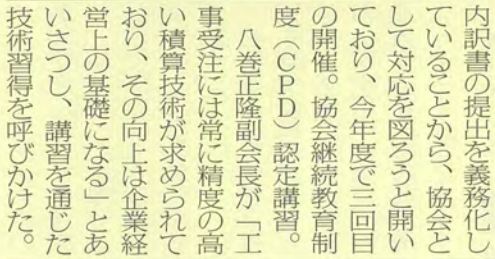 内訳書の提出を義務化し
ていることから、協会と
して対応を図ろうと開い
ており、今年度で三回目
の開催。協会継続教育制
度（ＣＰＤ）認定講習。
　八巻正隆副会長が「工
事受注には常に精度の高
い積算技術が求められて
おり、その向上は企業経
営上の基礎になる」とあ
いさつし、講習を通じた
技術習得を呼びかけた。